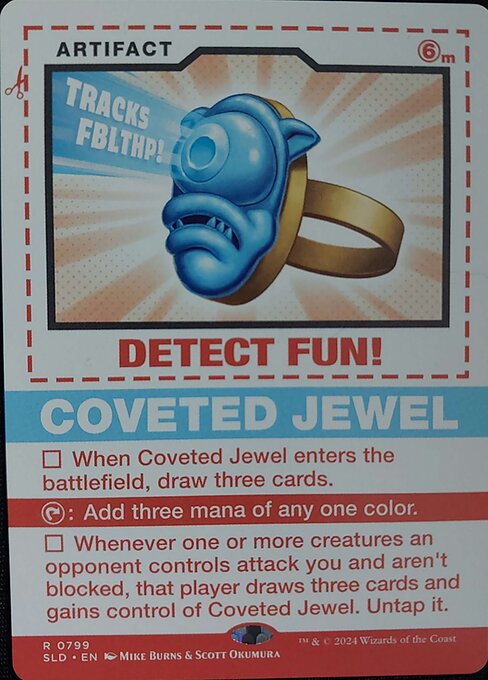 ARTIFACT
6m
TRACKS
FBLTHP!
DETECT FUN!
COVETED JEWEL
When Coveted Jewel enters the
battlefield, draw three cards.
: Add three mana of any one color.
Whenever one or more creatures an
opponent controls attack you and aren't
blocked, that player draws three cards and
gains control of Coveted Jewel. Untap it.
R 0799
SLD • EN MIKE BURNS & SCOTT OKUMURA
™ & © 2024 Wizards of the Coast